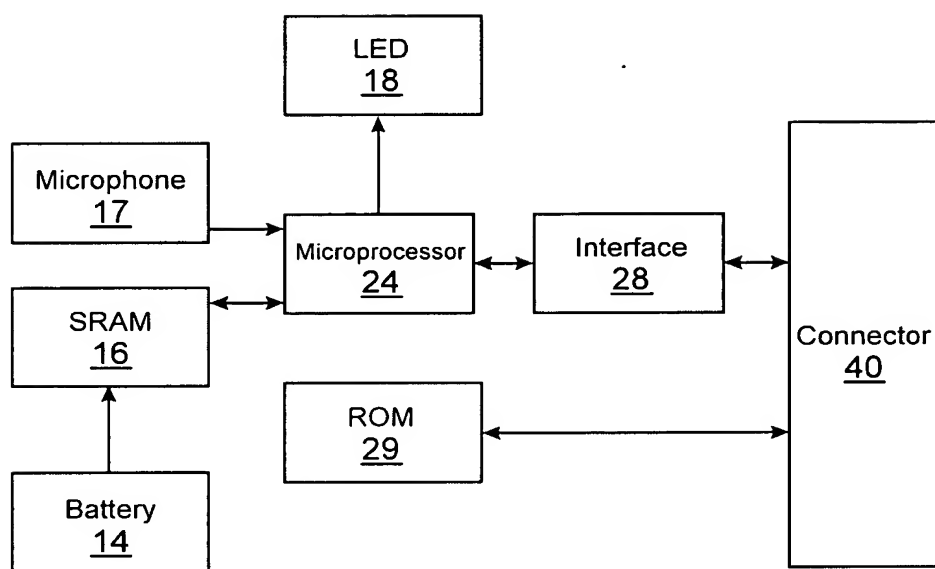 LED
18
Microphone
17
Microprocessor
24
Interface
28
SRAM
16
Connector
40
ROM
29
Battery
14